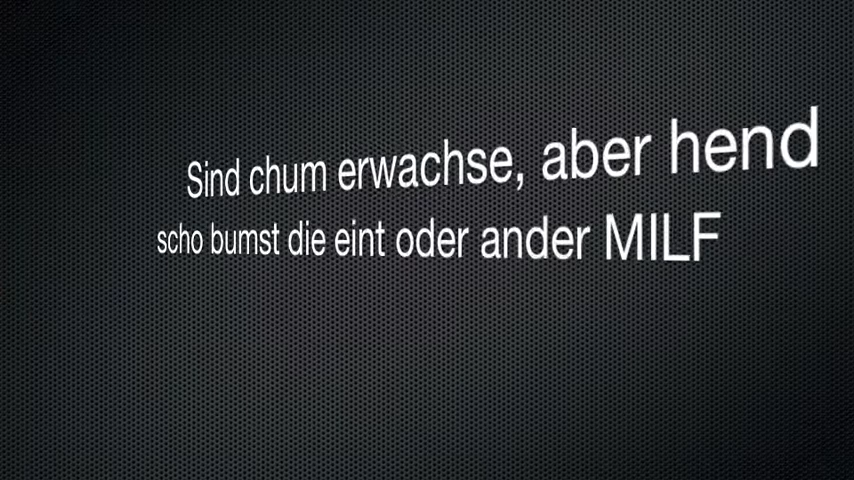 Sind chum erwachse, aber hend
scho bumst die eint oder ander MILF